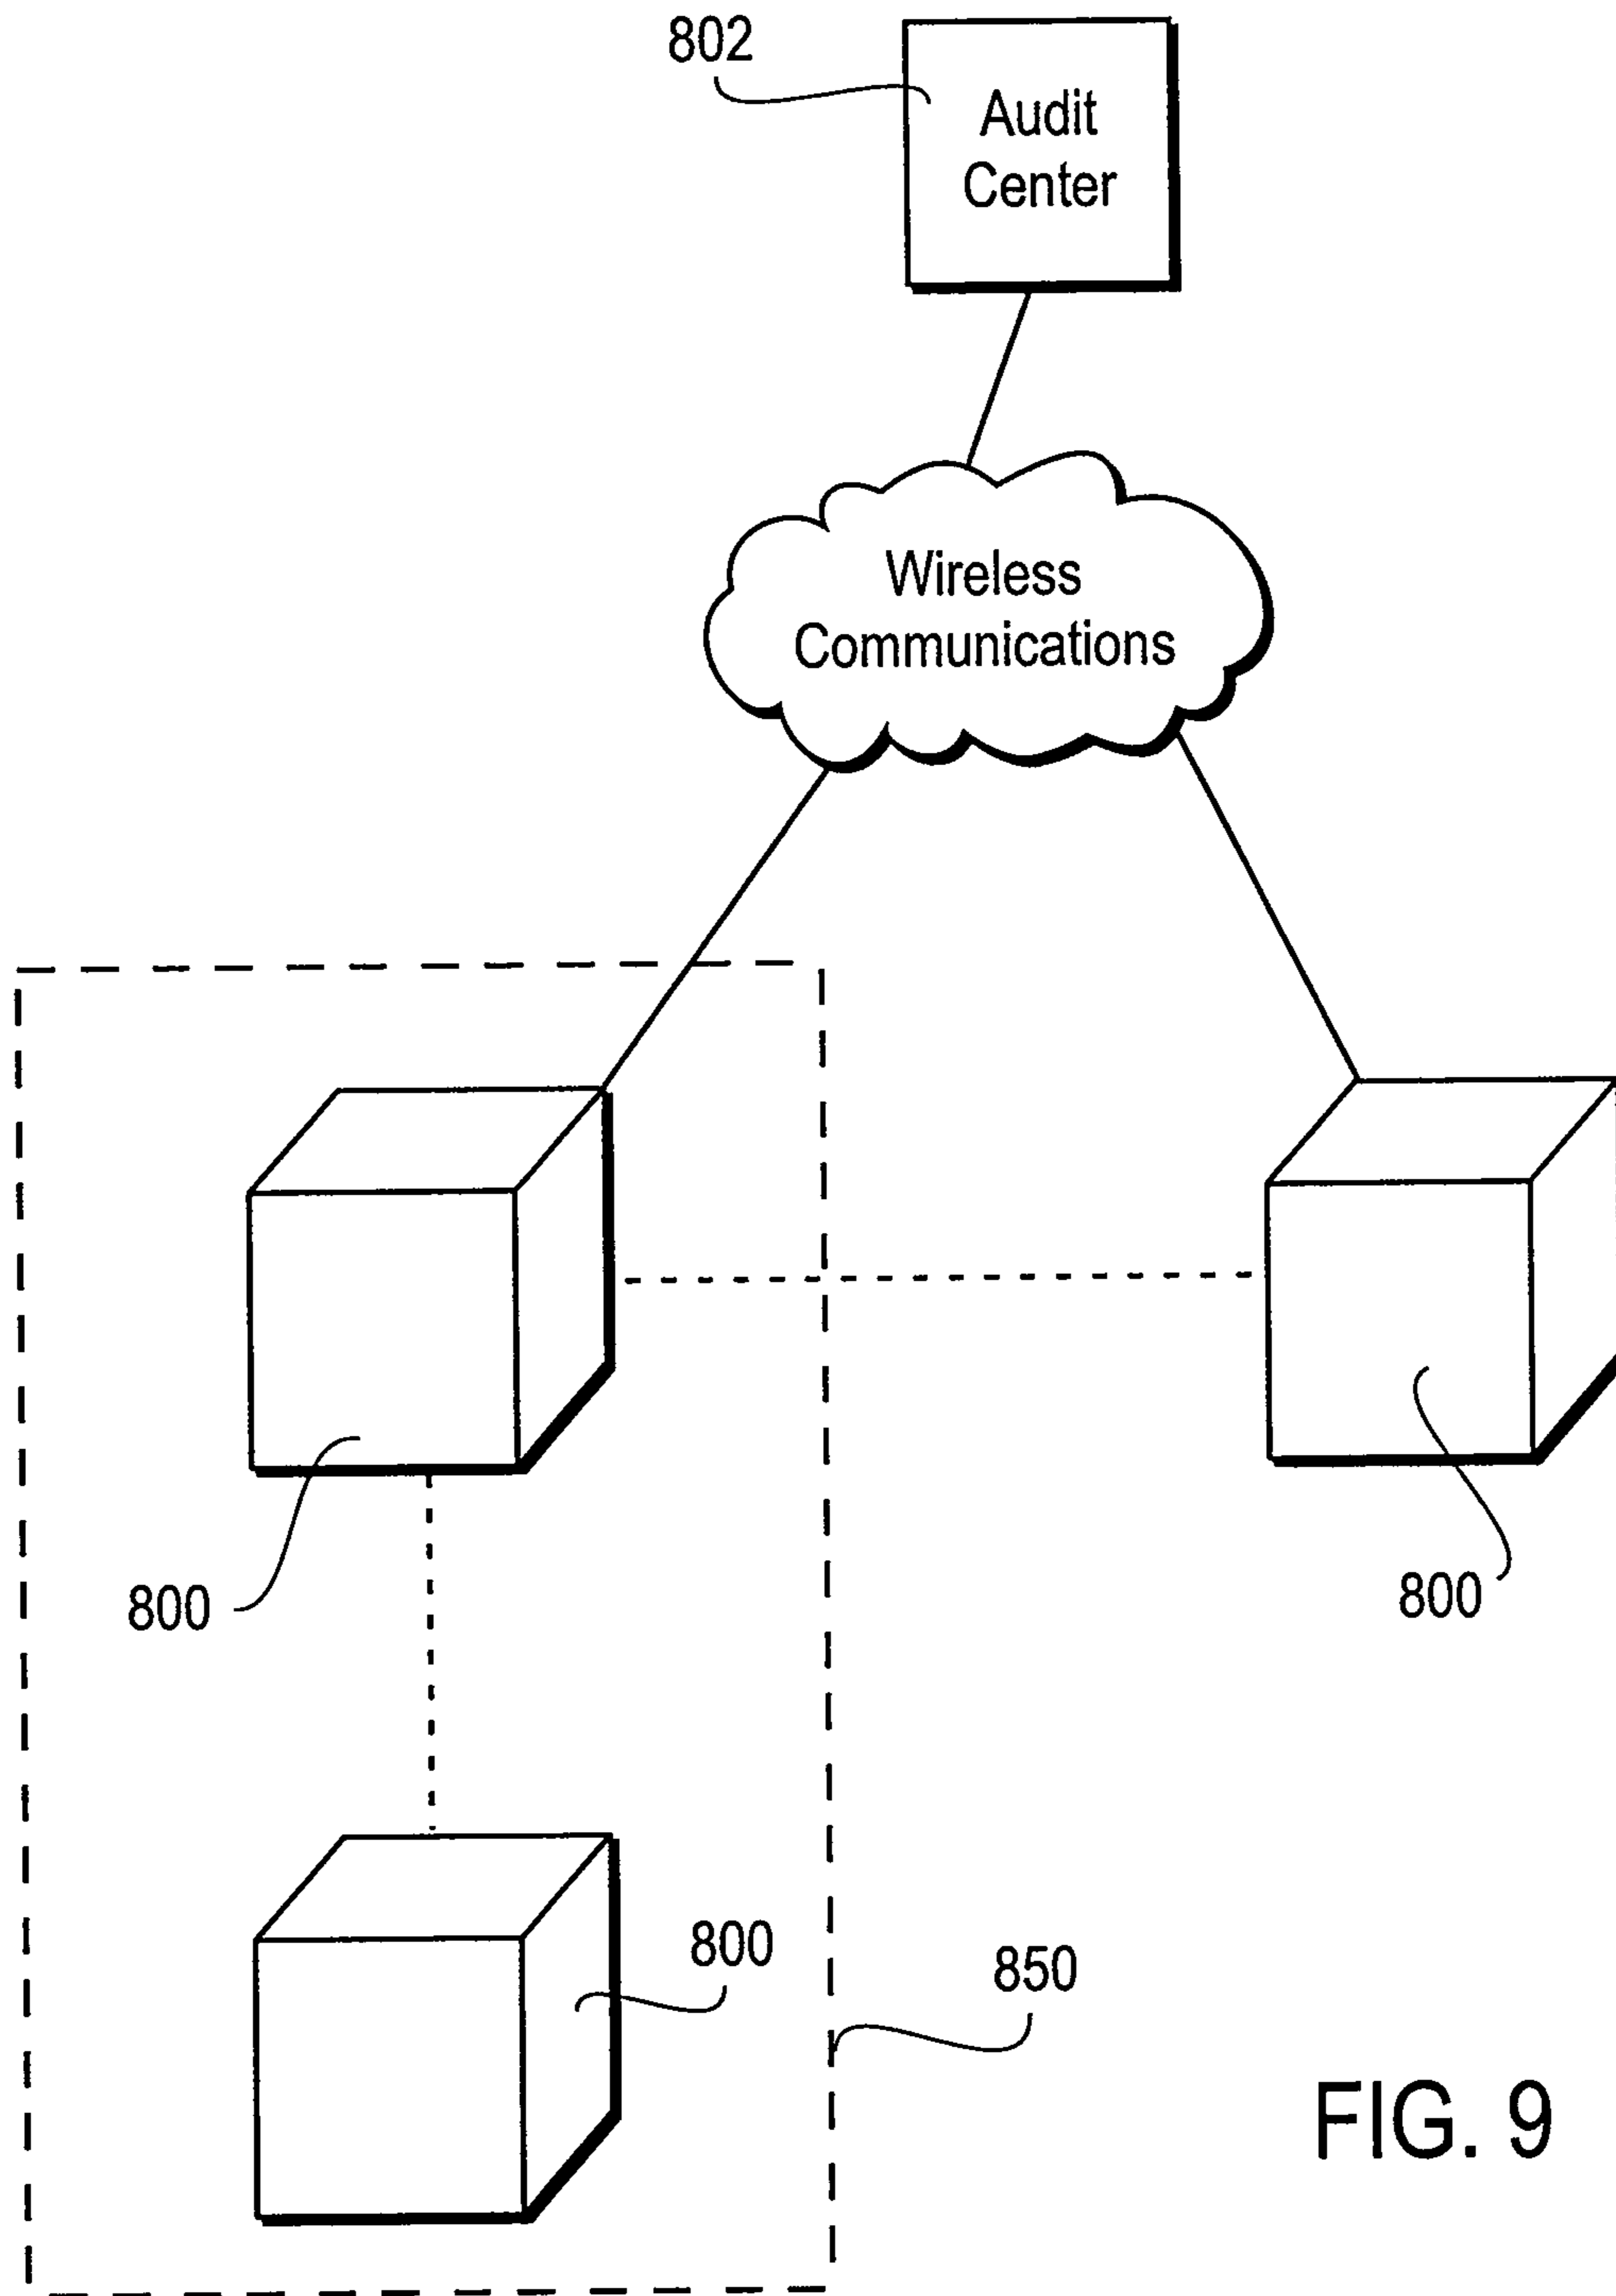 802
Audit
Center
Wireless
Communications
800
800
800
850
FIG. 9